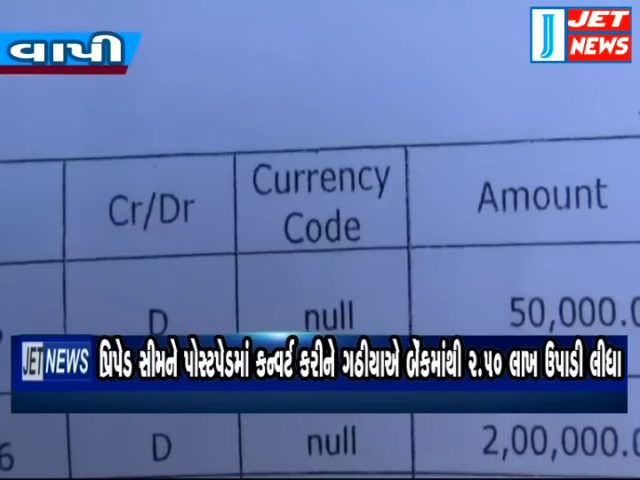 વાપી
JET
NEWS
Cr/Dr
Currency
Code
Amount
D
null
50,000.0
JET NEWS
પ્રિપેડ સીમને પોસ્ટપેડમાં કન્વર્ટ કરીને ગઠીયાએ બેંકમાંથી ૨.૫૦ લાખ ઉપાડી લીધા
6
D
null
2,00,000.0